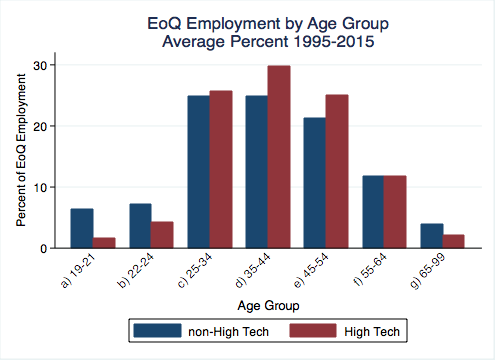 EoQ Employment by Age Group
Average Percent 1995-2015
Percent of EoQ Employment
30
20
10
0
a) 19-21
b) 22-24
c) 25-34
d) 35-44
e) 45-54
f) 55-64
g) 65-99
Age Group
non-High Tech
High Tech